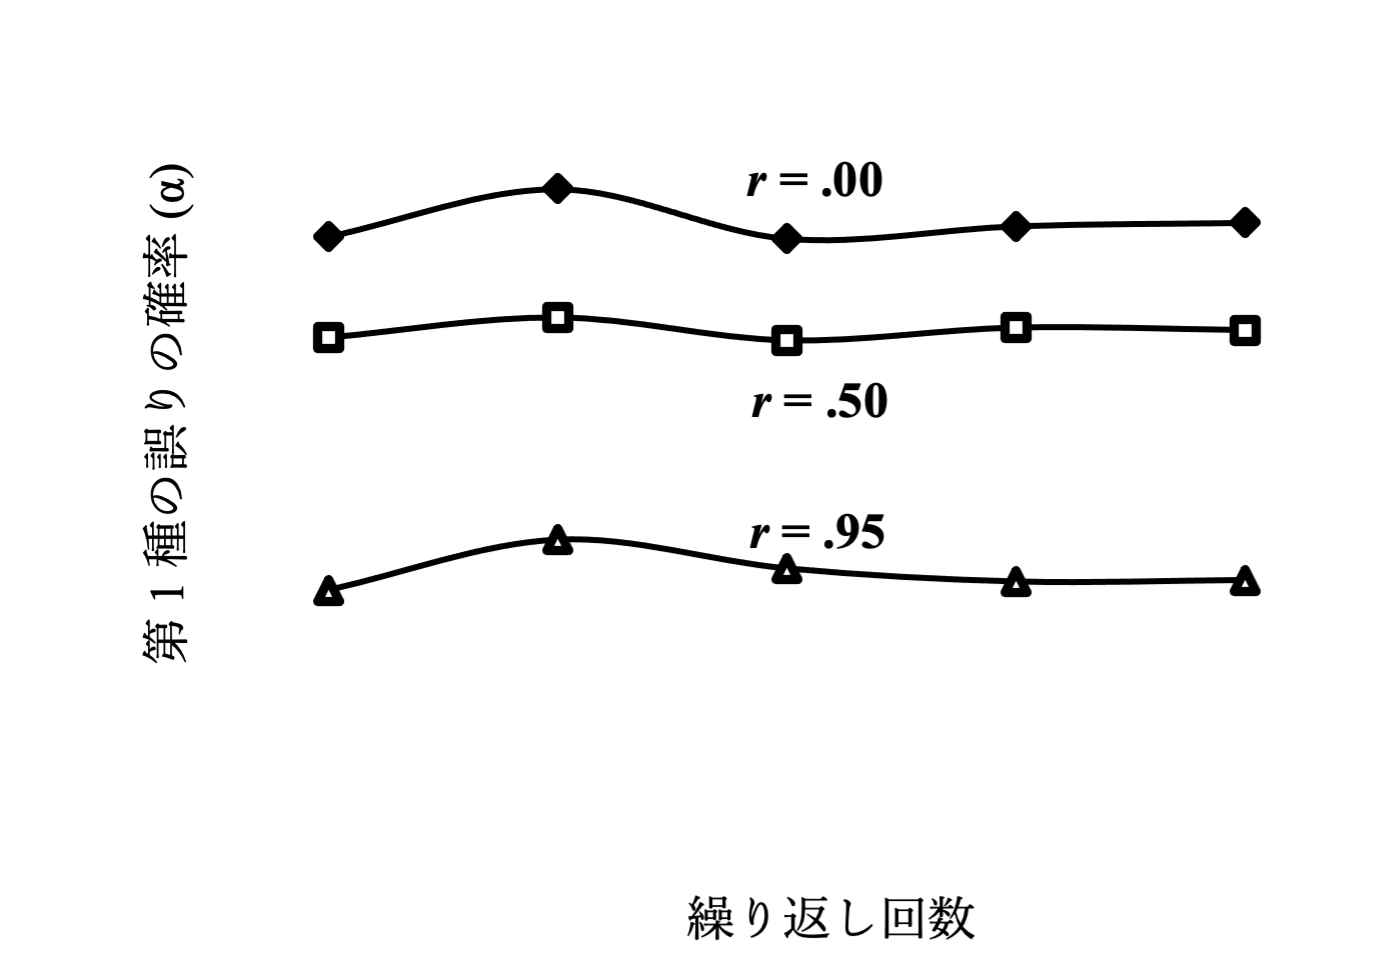 第 1 種の誤りの確率 (α)
r = .00
r = .50
r = .95
繰り返し回数